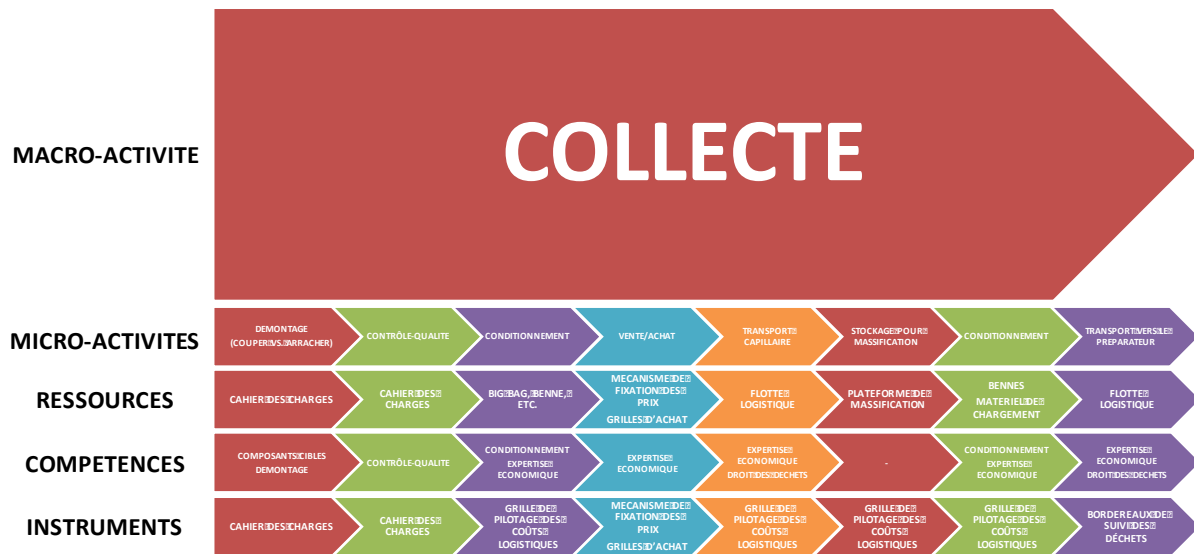 MACRO-ACTIVITE
COLLECTE
MICRO-ACTIVITES
DEMONTAGE
(COUPER VS. ARRACHER)
CONTRÔLE-QUALITE
CONDITIONNEMENT
VENTE/ACHAT
TRANSPORT
CAPILLAIRE
STOCKAGE POUR
MASSIFICATION
CONDITIONNEMENT
TRANSPORT VERS LE
PREPARATEUR
RESSOURCES
CAHIER DES CHARGES
CAHIER DES
CHARGES
BIG BAG, BENNE,
ETC.
MECANISME DE
FIXATION DES
PRIX
GRILLES D'ACHAT
FLOTTE
LOGISTIQUE
PLATEFORME DE
MASSIFICATION
BENNES
MATERIEL DE
CHARGEMENT
FLOTTE
LOGISTIQUE
COMPETENCES
COMPOSANTS CIBLES
DEMONTAGE
CONTRÔLE-QUALITE
CONDITIONNEMENT
EXPERTISE
ECONOMIQUE
EXPERTISE
ECONOMIQUE
EXPERTISE
ECONOMIQUE
DROIT DES DECHETS
-
CONDITIONNEMENT
EXPERTISE
ECONOMIQUE
EXPERTISE
ECONOMIQUE
DROIT DES DECHETS
INSTRUMENTS
CAHIER DES CHARGES
CAHIER DES
CHARGES
GRILLE DE
PILOTAGE DES
COÛTS
LOGISTIQUES
MECANISME DE
FIXATION DES
PRIX
GRILLES D'ACHAT
GRILLE DE
PILOTAGE DES
COÛTS
LOGISTIQUES
GRILLE DE
PILOTAGE DES
COÛTS
LOGISTIQUES
GRILLE DE
PILOTAGE DES
COÛTS
LOGISTIQUES
BORDEREAUX DE
SUIVI DES
DÉCHETS